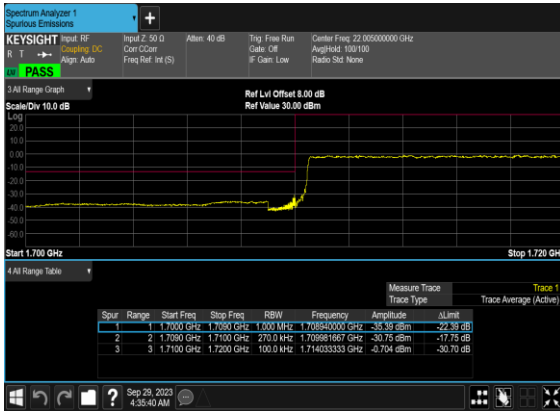 Spectrum Analyzer 1
Spurious Emissions
+
KEYSIGHT Input: RF Input Z: 50 Ω Atten: 40 dB Trig: Free Run Center Freq: 22.005000000 GHz
R T Coupling: DC Corr CCorr Gate: Off Avg|Hold: 100/100
Align: Auto Freq Ref: Int (S) IF Gain: Low Radio Std: None
PASS
3 All Range Graph
Ref Lvl Offset 8.00 dB
Scale/Div 10.0 dB Ref Value 30.00 dBm
Log
20.0
10.0
0.00
-10.0
-20.0
-30.0
-40.0
-50.0
-60.0
Start 1.700 GHz Stop 1.720 GH
4 All Range Table
Measure Trace Trace 1
Trace Type Trace Average (Active)
Spur Range Start Freq Stop Freq RBW Frequency Amplitude ΔLimit
1 1 1.7000 GHz 1.7090 GHz 1.000 MHz 1.708940000 GHz -35.39 dBm -22.39 dB
2 2 1.7090 GHz 1.7100 GHz 270.0 kHz 1.709981667 GHz -30.75 dBm -17.75 dB
3 3 1.7100 GHz 1.7200 GHz 100.0 kHz 1.714033333 GHz -0.704 dBm -30.70 dB
? Sep 29, 2023
4:35:40 AM